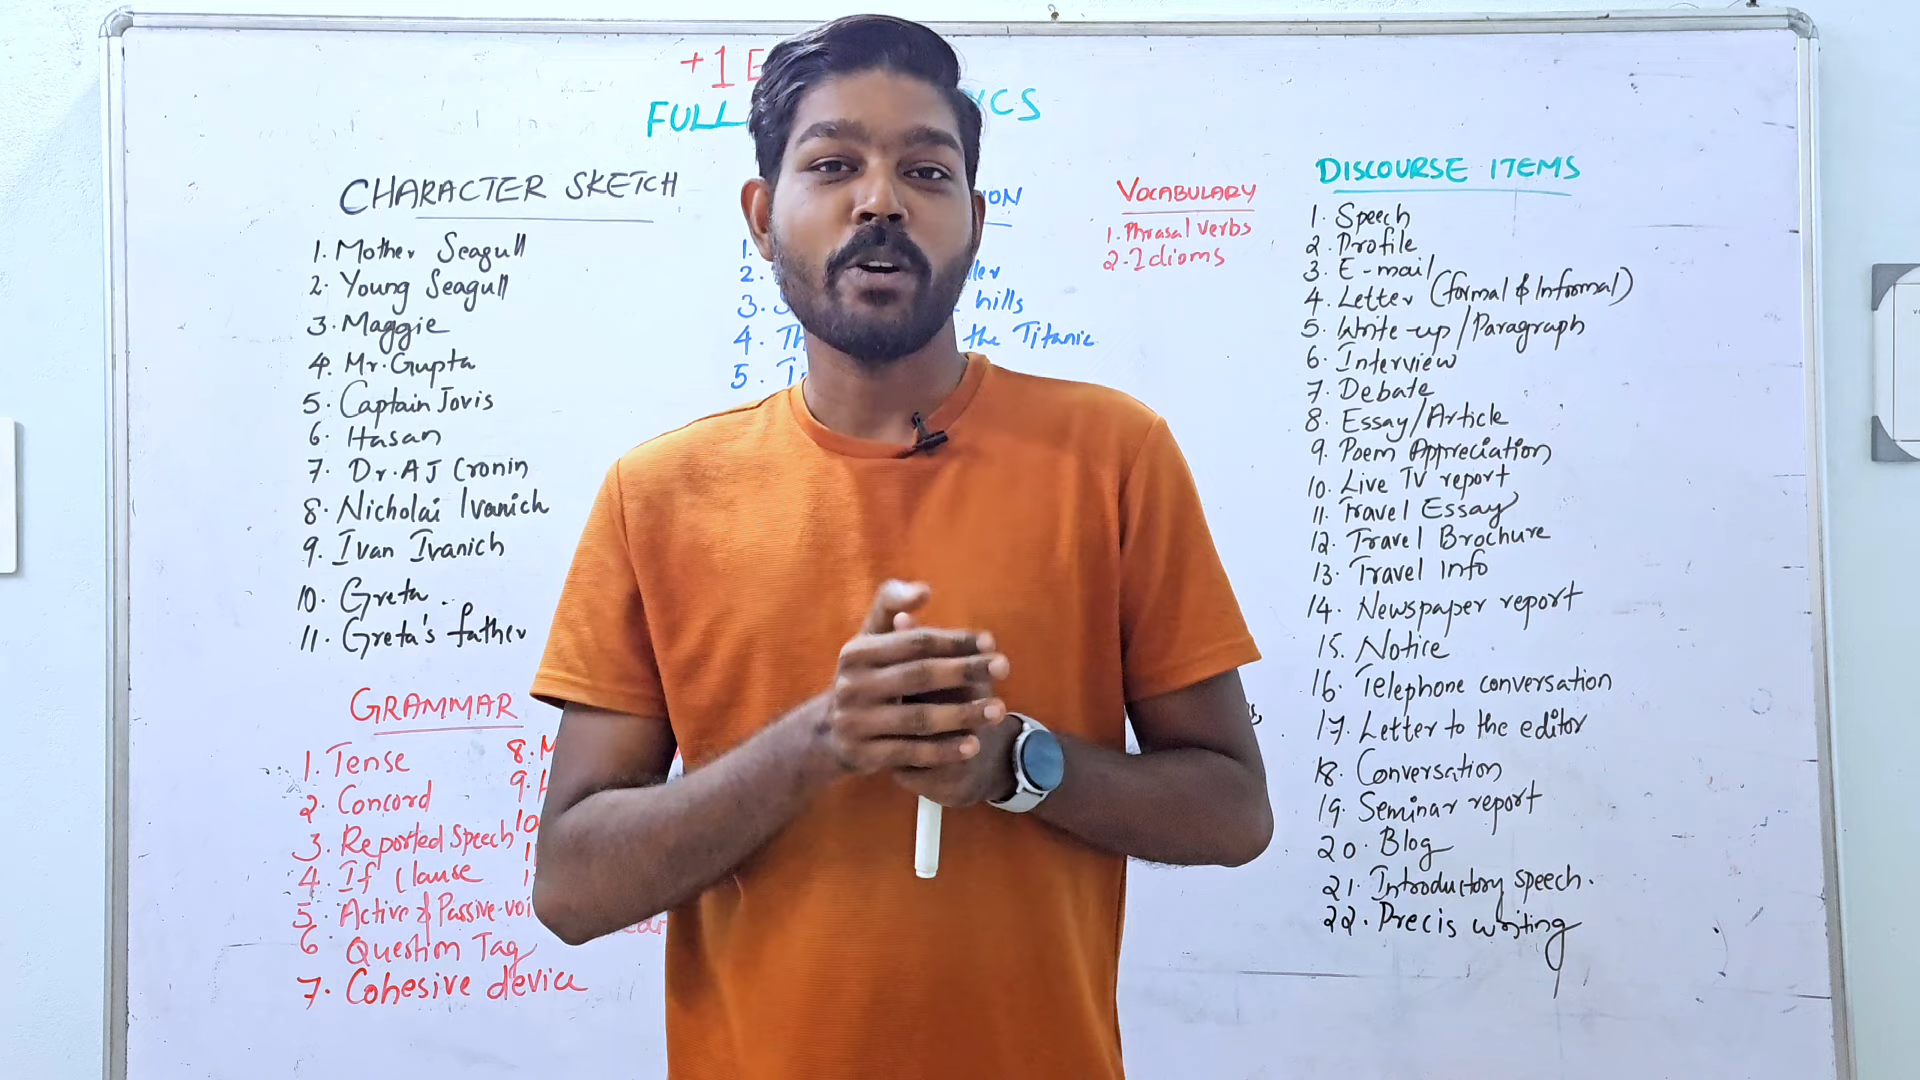 +1
FULL
CHARACTER SKETCH
1. Mother Seagull
2. Young Seagull
3. Maggie
4. Mr. Gupta
5. Captain Jovis
6. Hasan
7. Dr. AJ Cronin
8. Nicholai Ivanich
9. Ivan Ivanich
10. Greta
11. Greta's father
GRAMMAR
1. Tense
2. Concord
3. Reported Speech
4. If Clause
5. Active & Passive
6 Question Tag
7. Cohesive device
8.
9.
10
1.
2.
3. hills
4. the Titanic
5.
VOCABULARY
1. Phrasal verbs
2. Idioms
DISCOURSE ITEMS
1. Speech
2. Profile
3. E-mail
4. Letter (formal & Informal)
5. Write-up/Paragraph
6. Interview
7. Debate
8. Essay/Article
9. Poem Appreciation
10. Live TV report
11. Travel Essay
12. Travel Brochure
13. Travel Info
14. Newspaper report
15. Notice
16. Telephone conversation
17. Letter to the editor
18. Conversation
19. Seminar report
20. Blog
21. Introductory speech.
22. Precis writing